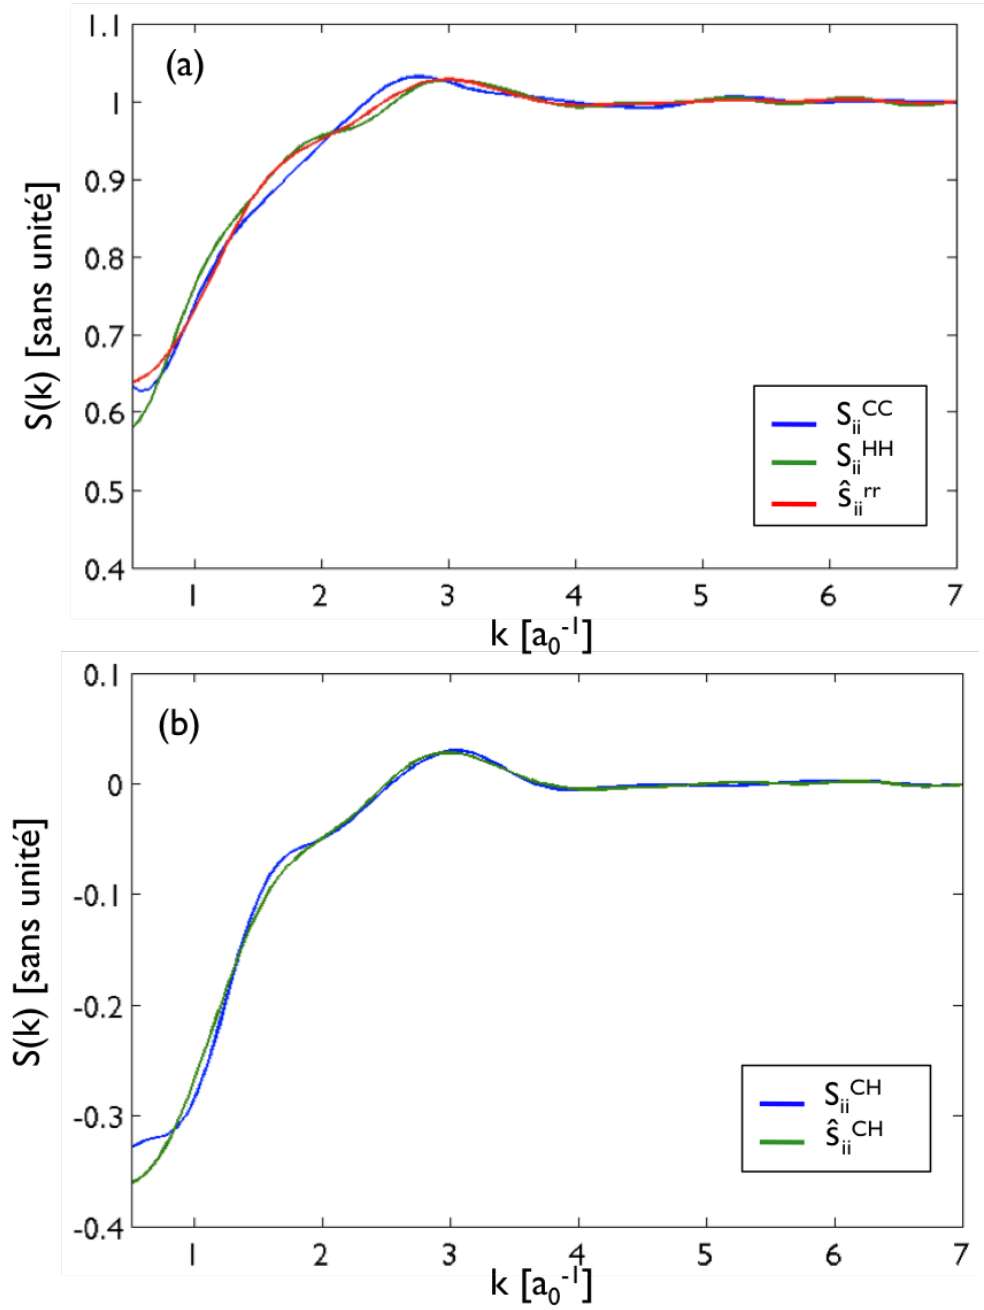 (a)
1.1
1
0.9
0.8
0.7
0.6
0.5
0.4
S(k) [sans unité]
S_ii^CC
S_ii^HH
ŝ_ii^rr
1 2 3 4 5 6 7
k [a_0^-1]
(b)
0.1
0
-0.1
-0.2
-0.3
-0.4
S(k) [sans unité]
S_ii^CH
ŝ_ii^CH
1 2 3 4 5 6 7
k [a_0^-1]